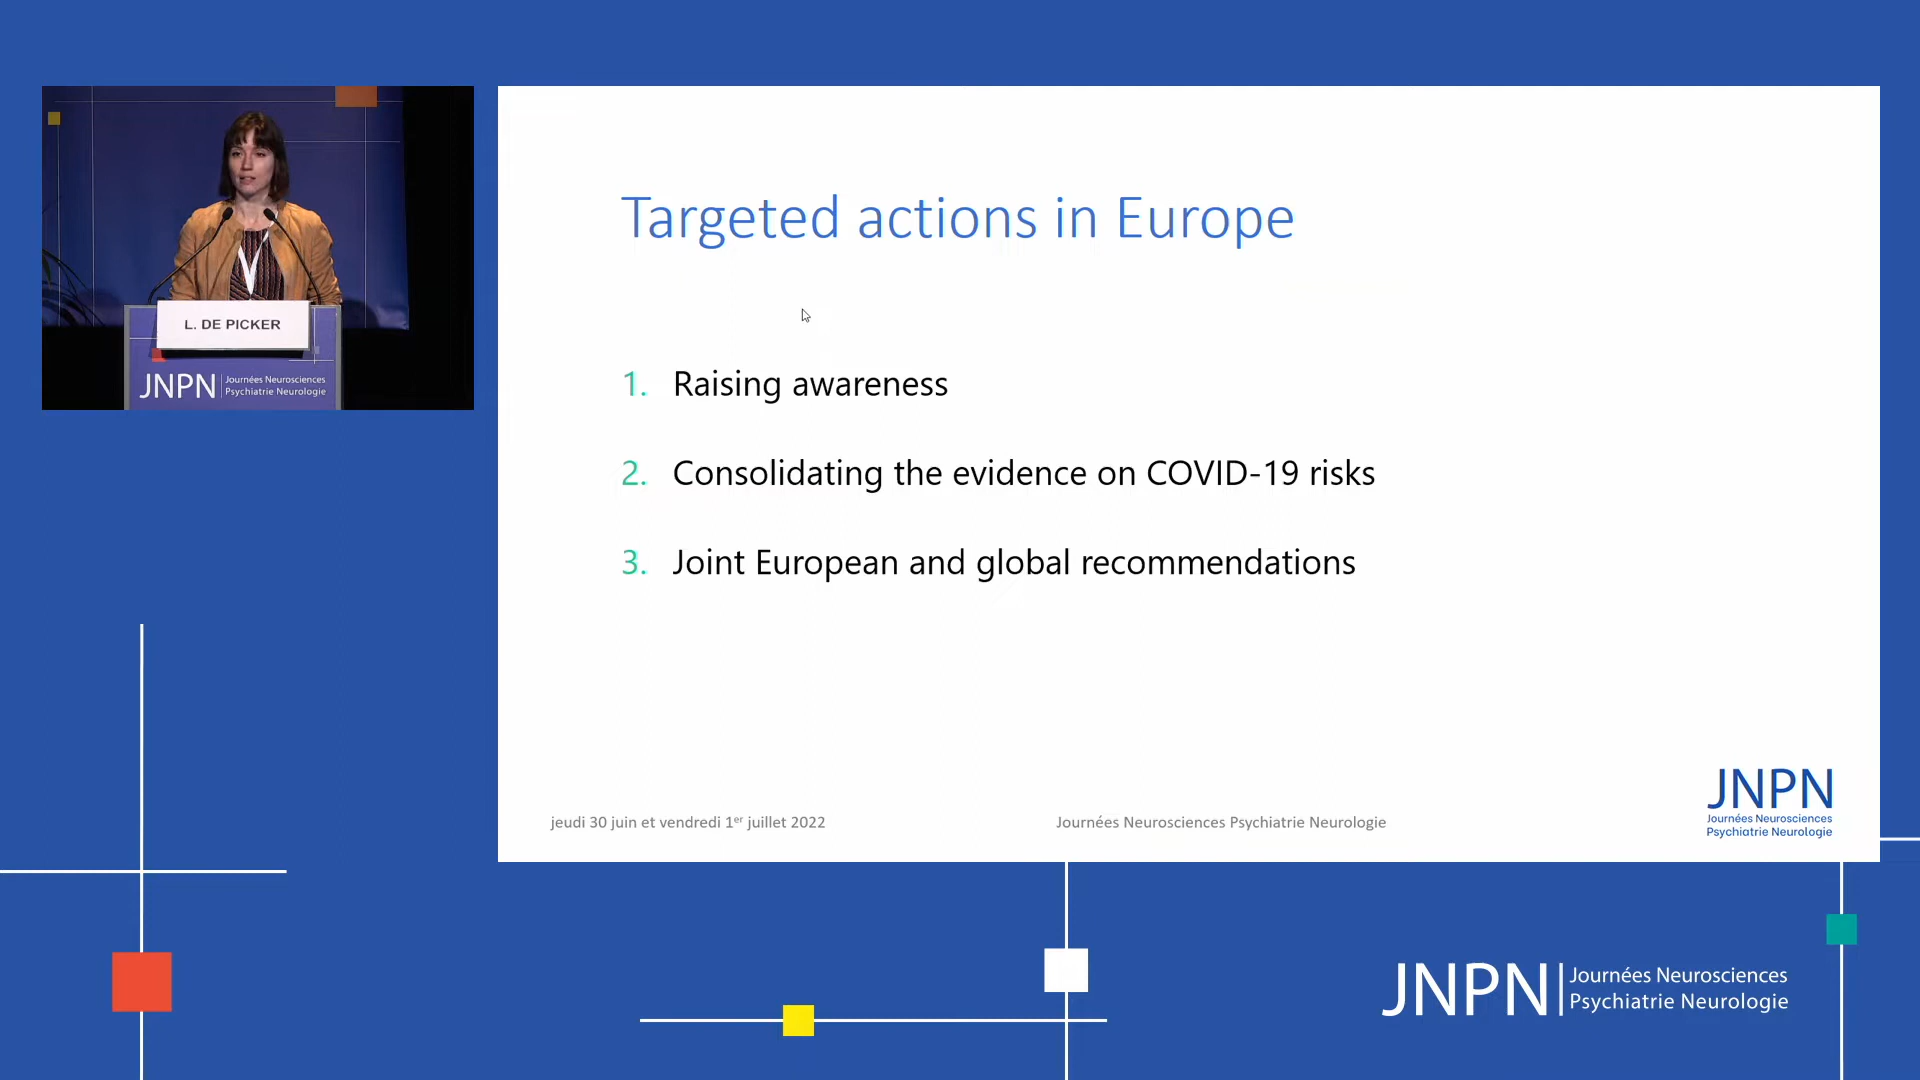 L. DE PICKER
JNPN Journées Neurosciences
Psychiatrie Neurologie
Targeted actions in Europe
1. Raising awareness
2. Consolidating the evidence on COVID-19 risks
3. Joint European and global recommendations
jeudi 30 juin et vendredi 1er juillet 2022
Journées Neurosciences Psychiatrie Neurologie
JNPN
Journées Neurosciences
Psychiatrie Neurologie
JNPN Journées Neurosciences
Psychiatrie Neurologie